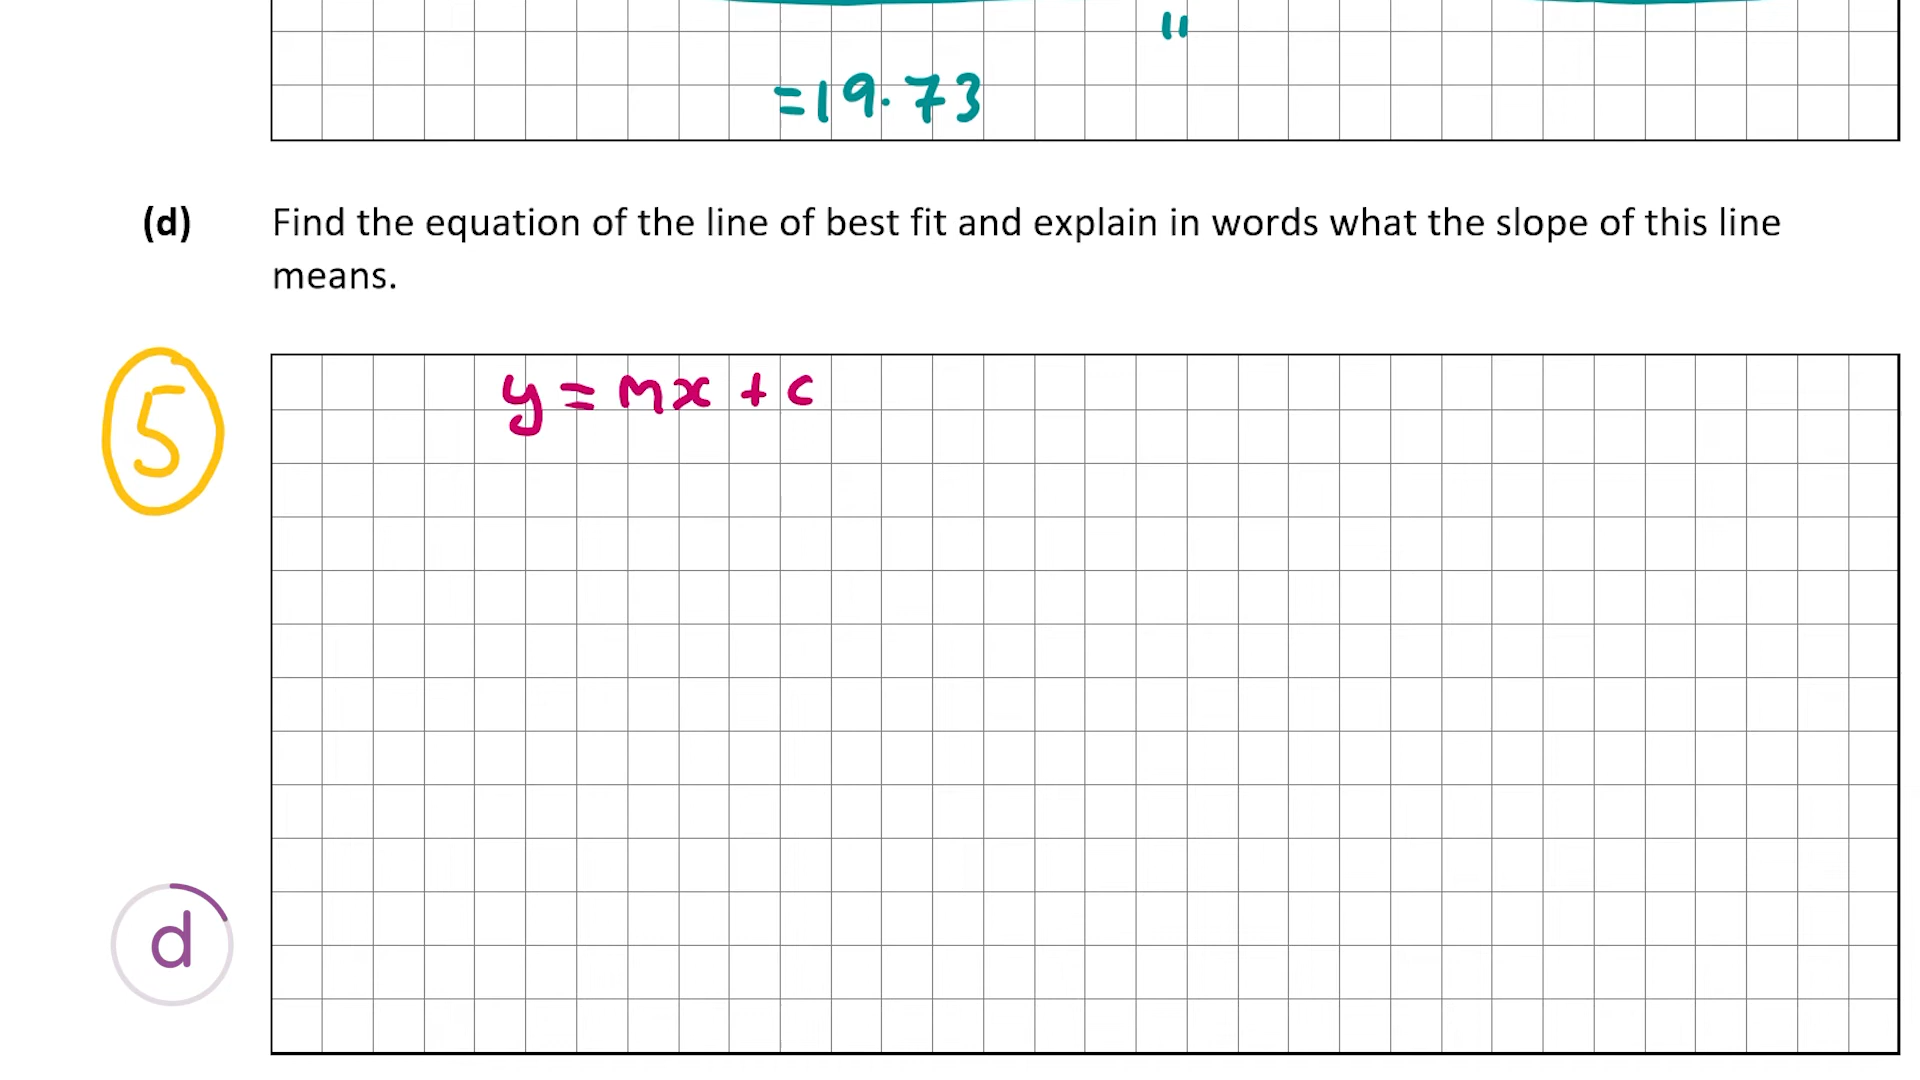 =19.73
(d) Find the equation of the line of best fit and explain in words what the slope of this line
means.
5
y = mx + c
d